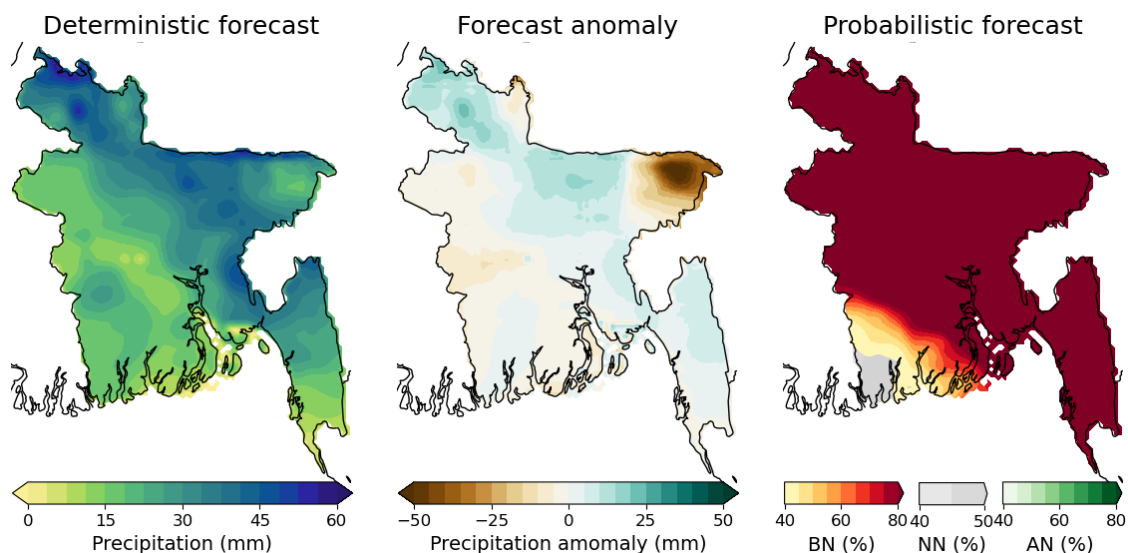 Deterministic forecast
Forecast anomaly
Probabilistic forecast
0 15 30 45 60
Precipitation (mm)
−50 −25 0 25 50
Precipitation amomaly (mm)
40 60 80
BN (%)
40 50
NN (%)
40 60 80
AN (%)